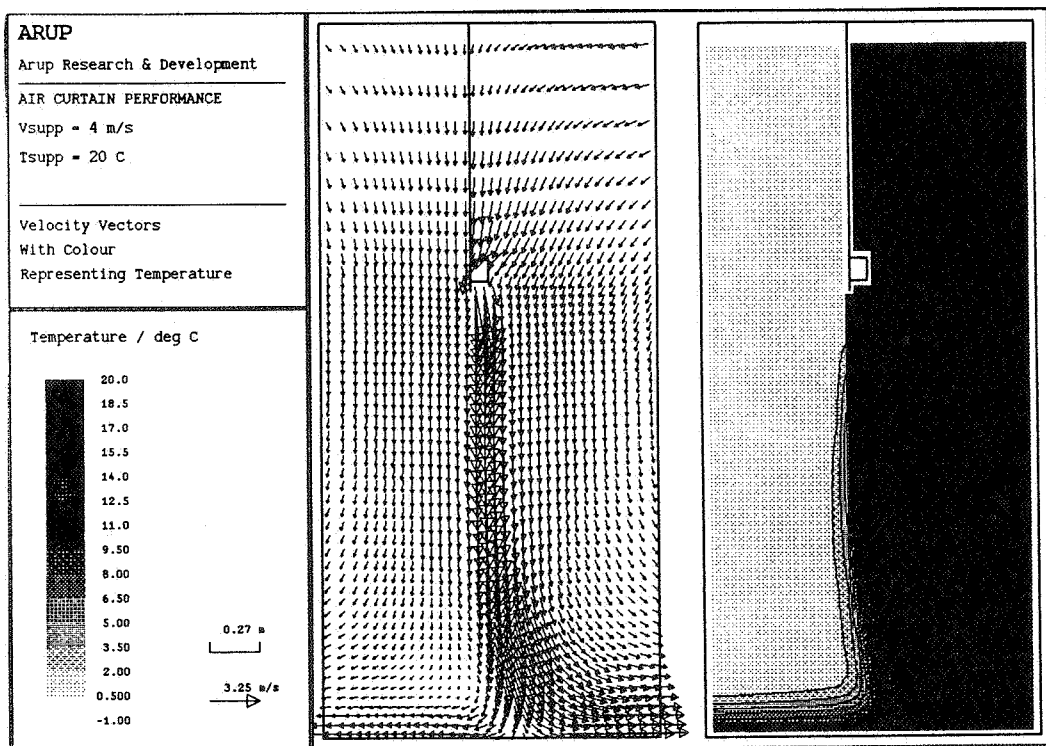 ARUP
Arup Research & Development
AIR CURTAIN PERFORMANCE
Vsupp = 4 m/s
Tsupp = 20 C
Velocity Vectors
With Colour
Representing Temperature
Temperature / deg C
20.0
18.5
17.0
15.5
14.0
12.5
11.0
9.50
8.00
6.50
5.00
3.50
2.00
0.500
-1.00
0.27 m
3.25 m/s